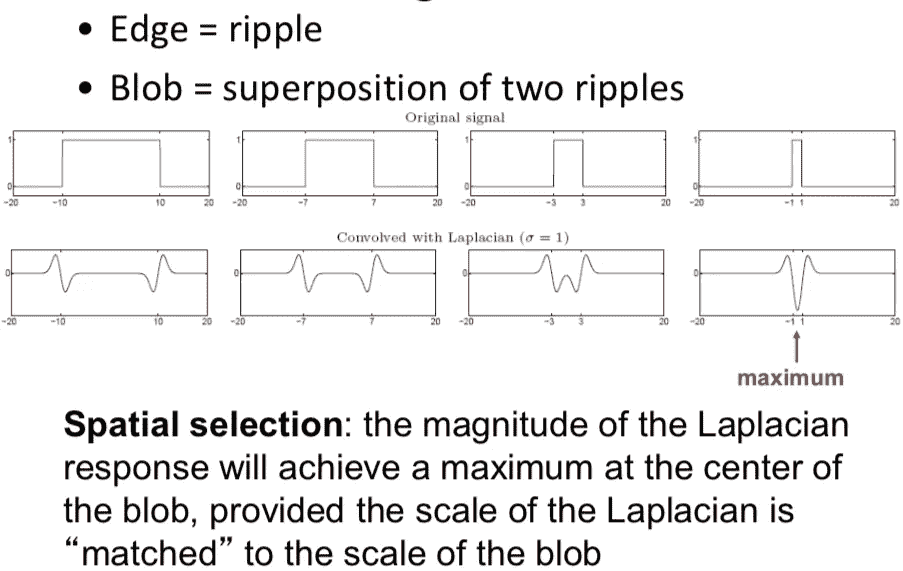 • Edge = ripple
• Blob = superposition of two ripples
Original signal
1
0
-20 -10 10 20
1
0
-20 -7 7 20
1
0
-20 -3 3 20
1
0
-20 -1 1 20
Convolved with Laplacian (σ = 1)
0
-20 -10 10 20
0
-20 -7 7 20
0
-20 -3 3 20
0
-20 -1 1 20
maximum
Spatial selection: the magnitude of the Laplacian
response will achieve a maximum at the center of
the blob, provided the scale of the Laplacian is
“matched” to the scale of the blob